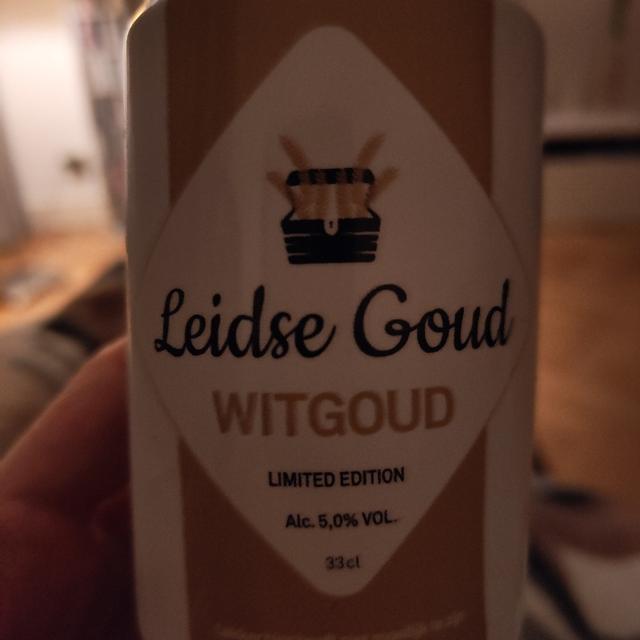 Leidse Goud
WITGOUD
LIMITED EDITION
Alc. 5,0% VOL.
33cl